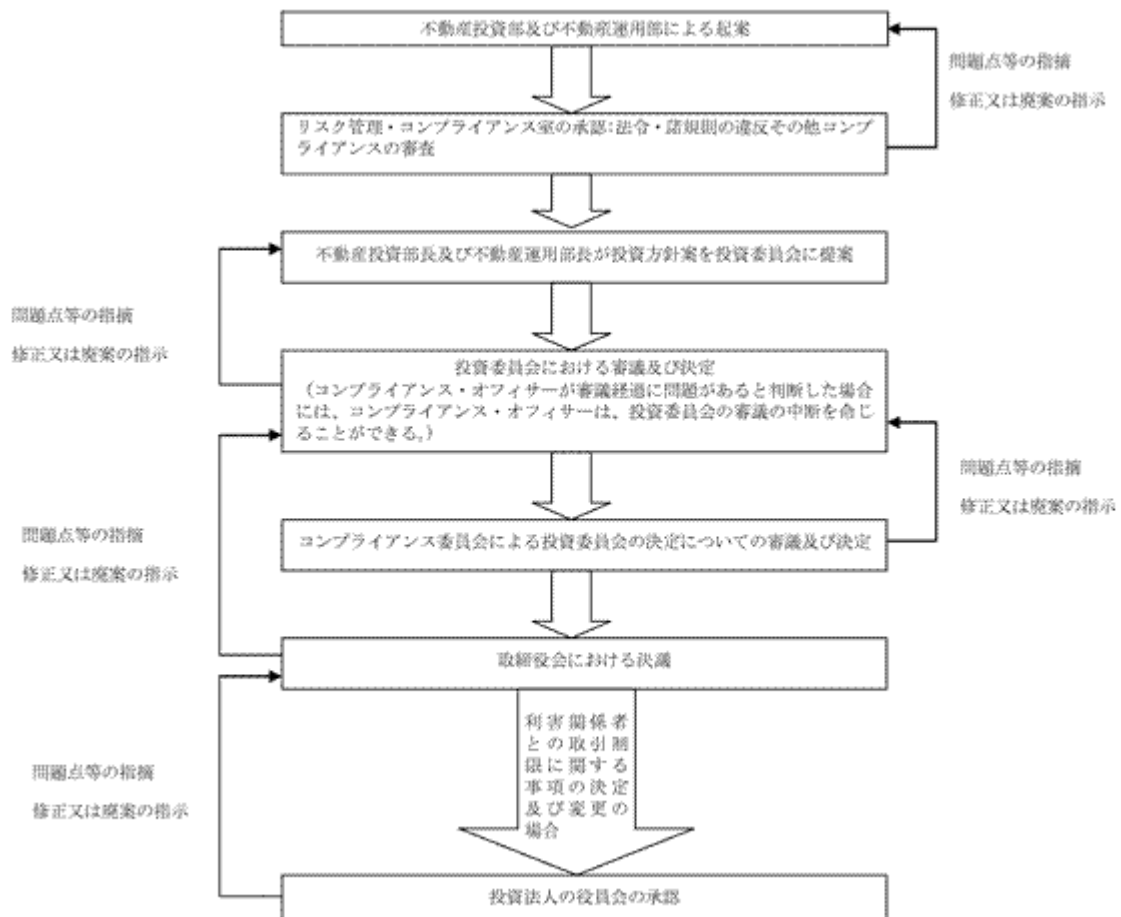 不動産投資部及び不動産運用部による起案
問題点等の指摘
修正又は廃案の指示
リスク管理・コンプライアンス室の承認:法令・諸規則の違反その他コンプ
ライアンスの審査
不動産投資部長及び不動産運用部長が投資方針案を投資委員会に提案
問題点等の指摘
修正又は廃案の指示
投資委員会における審議及び決定
（コンプライアンス・オフィサーが審議経過に問題があると判断した場合
には、コンプライアンス・オフィサーは、投資委員会の審議の中断を命じ
ることができる。）
問題点等の指摘
修正又は廃案の指示
問題点等の指摘
修正又は廃案の指示
コンプライアンス委員会による投資委員会の決定についての審議及び決定
取締役会における決議
利害関係者
との取引制
限に関する
事項の決定
及び変更の
場合
問題点等の指摘
修正又は廃案の指示
投資法人の役員会の承認